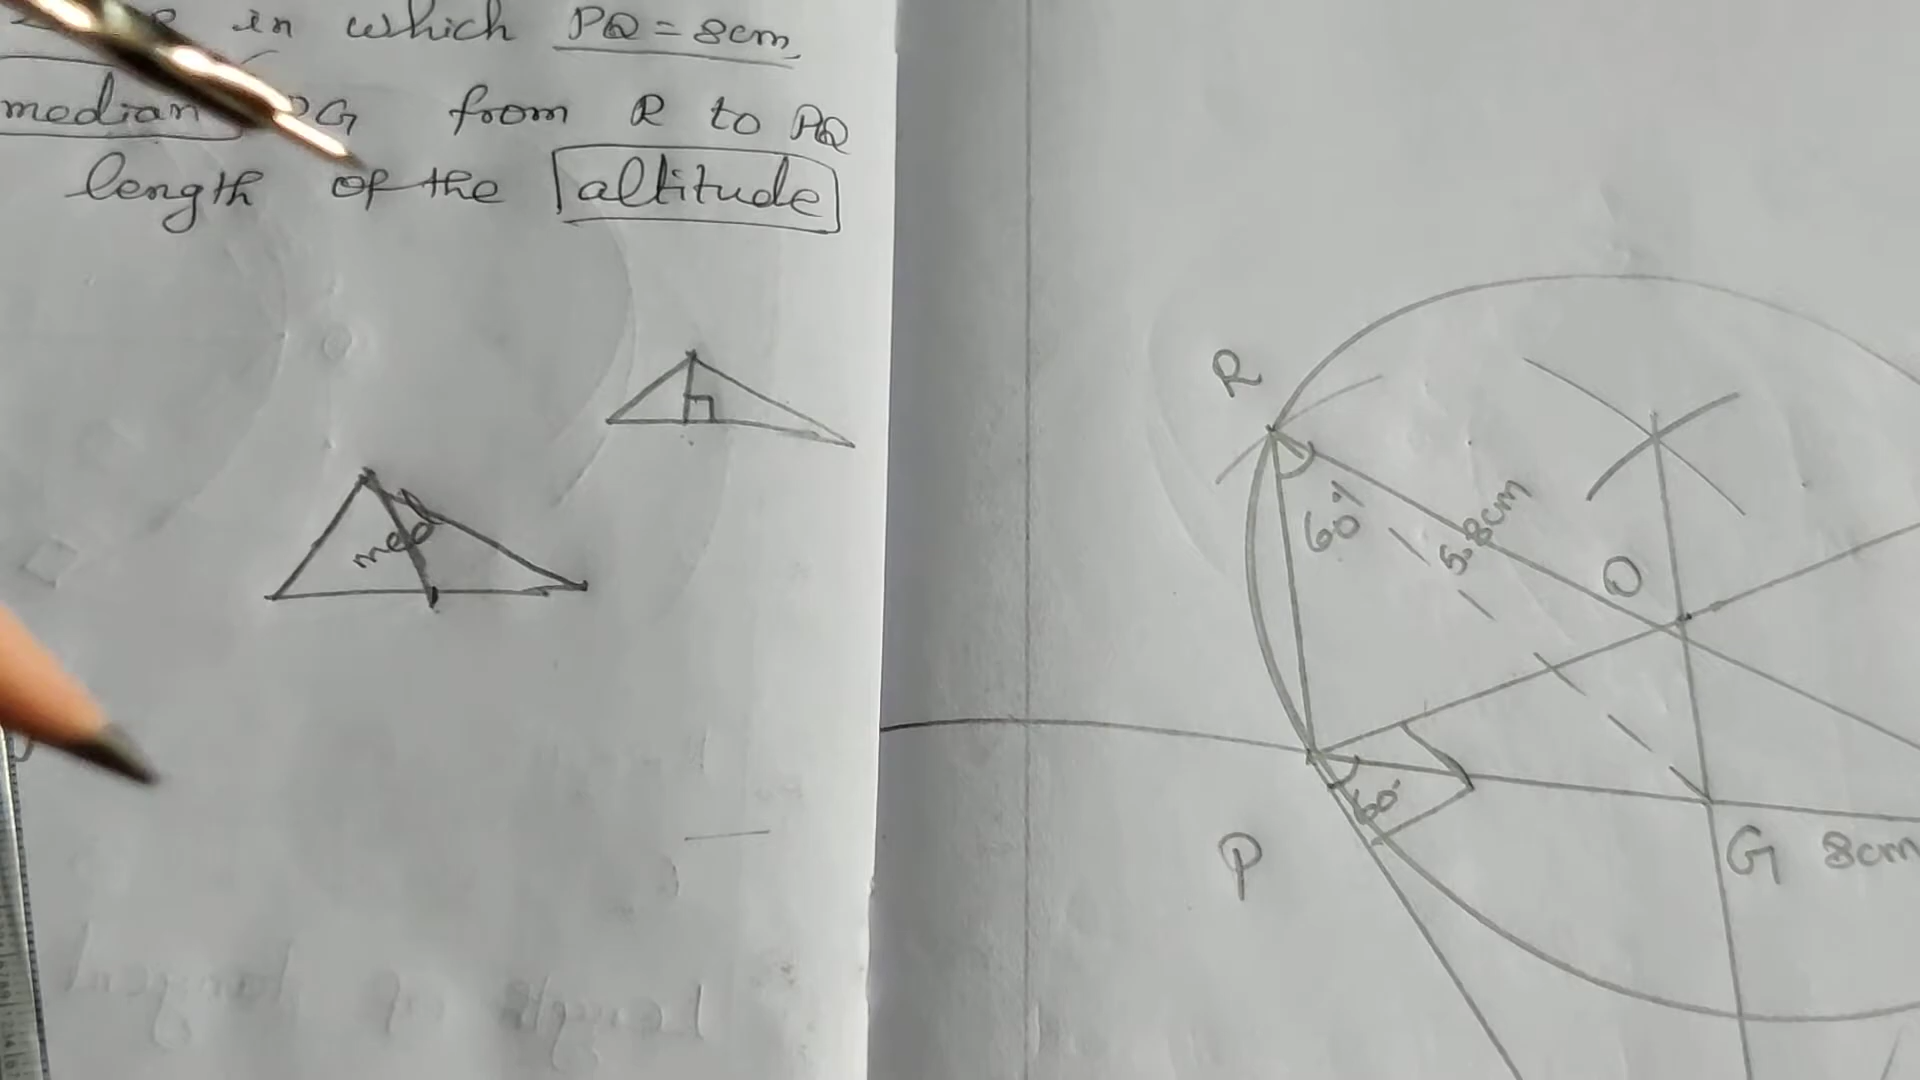 in which PQ = 8cm
median RG from R to PQ
length of the altitude
med
R
60°
5.8cm
O
60°
P
G 8cm